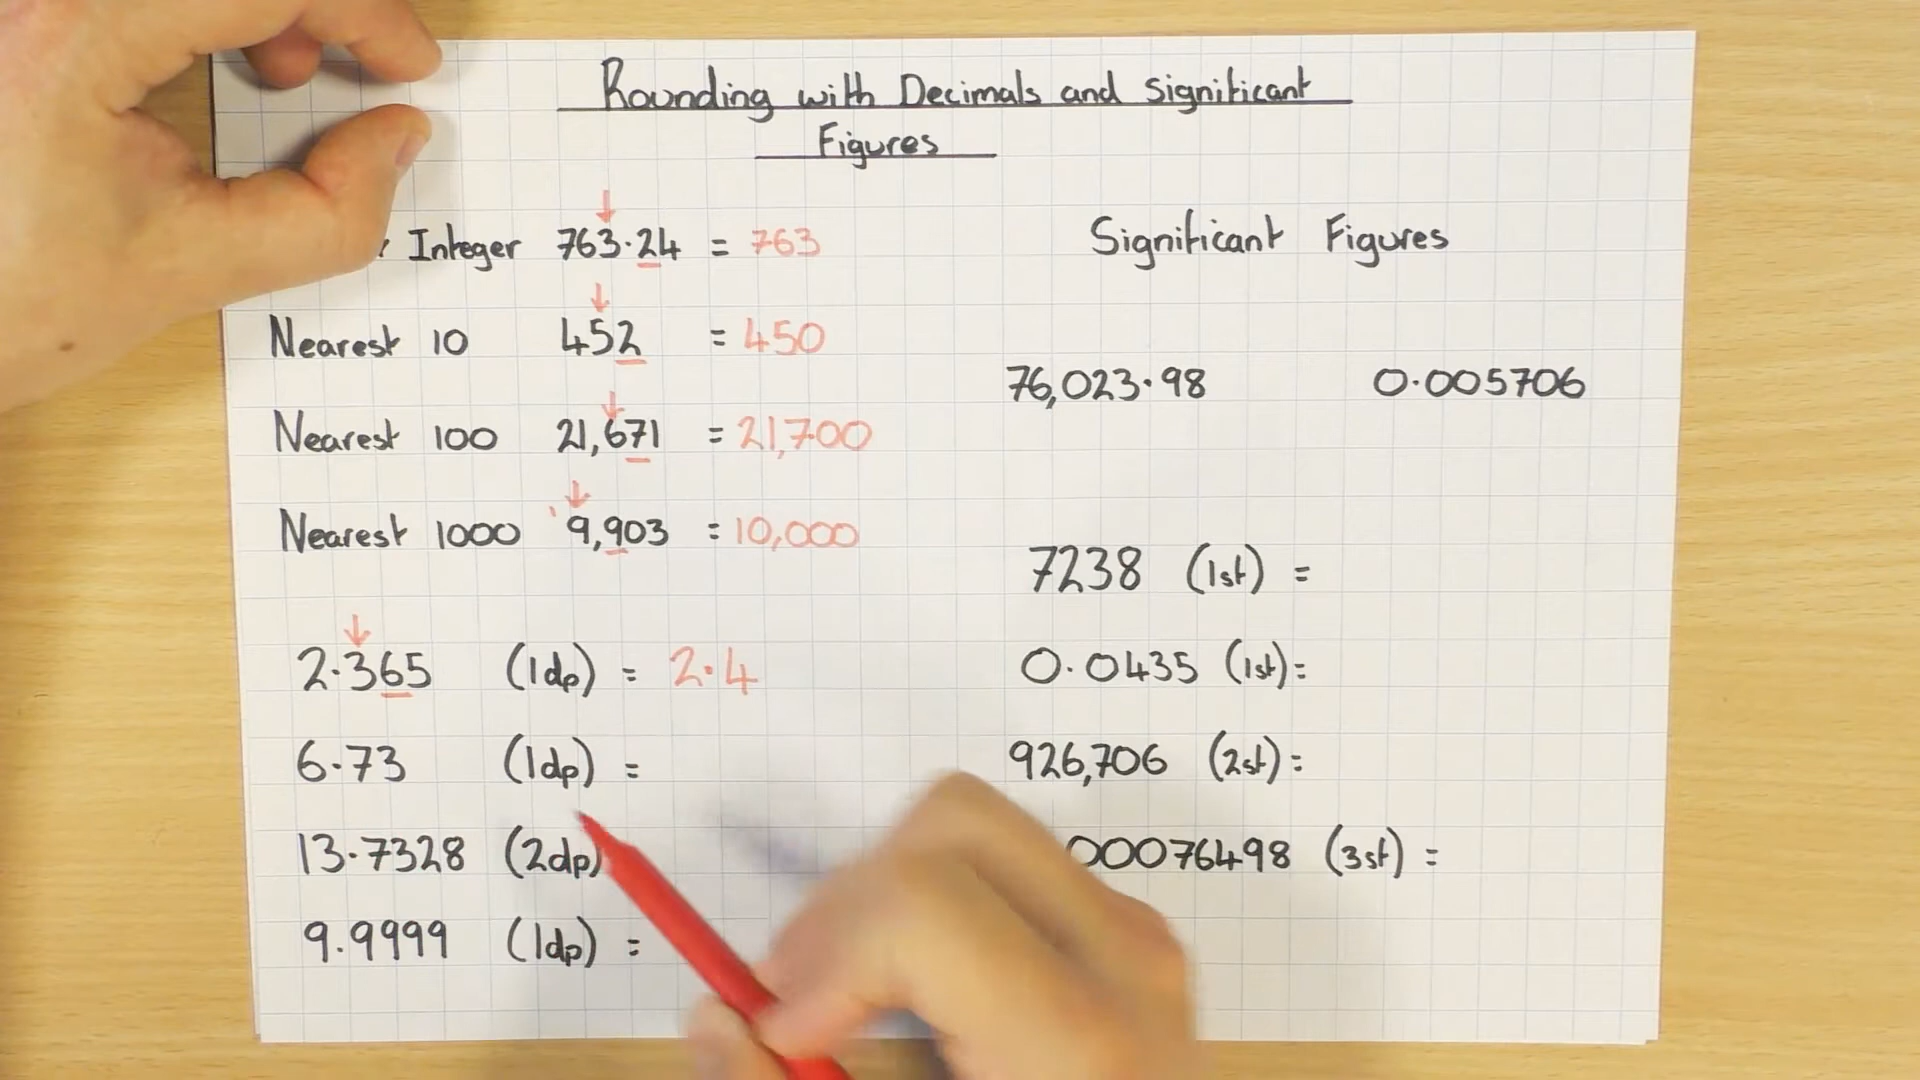 Rounding with Decimals and Significant
Figures
Integer 763.24 = 763
Nearest 10 452 = 450
Nearest 100 21,671 = 21,700
Nearest 1000 9,903 = 10,000
2.365 (1dp) = 2.4
6.73 (1dp) =
13.7328 (2dp)
9.9999 (1dp) =
Significant Figures
76,023.98 0.005706
7238 (1sf) =
0.0435 (1sf) =
926,706 (2sf) =
00076498 (3sf) =